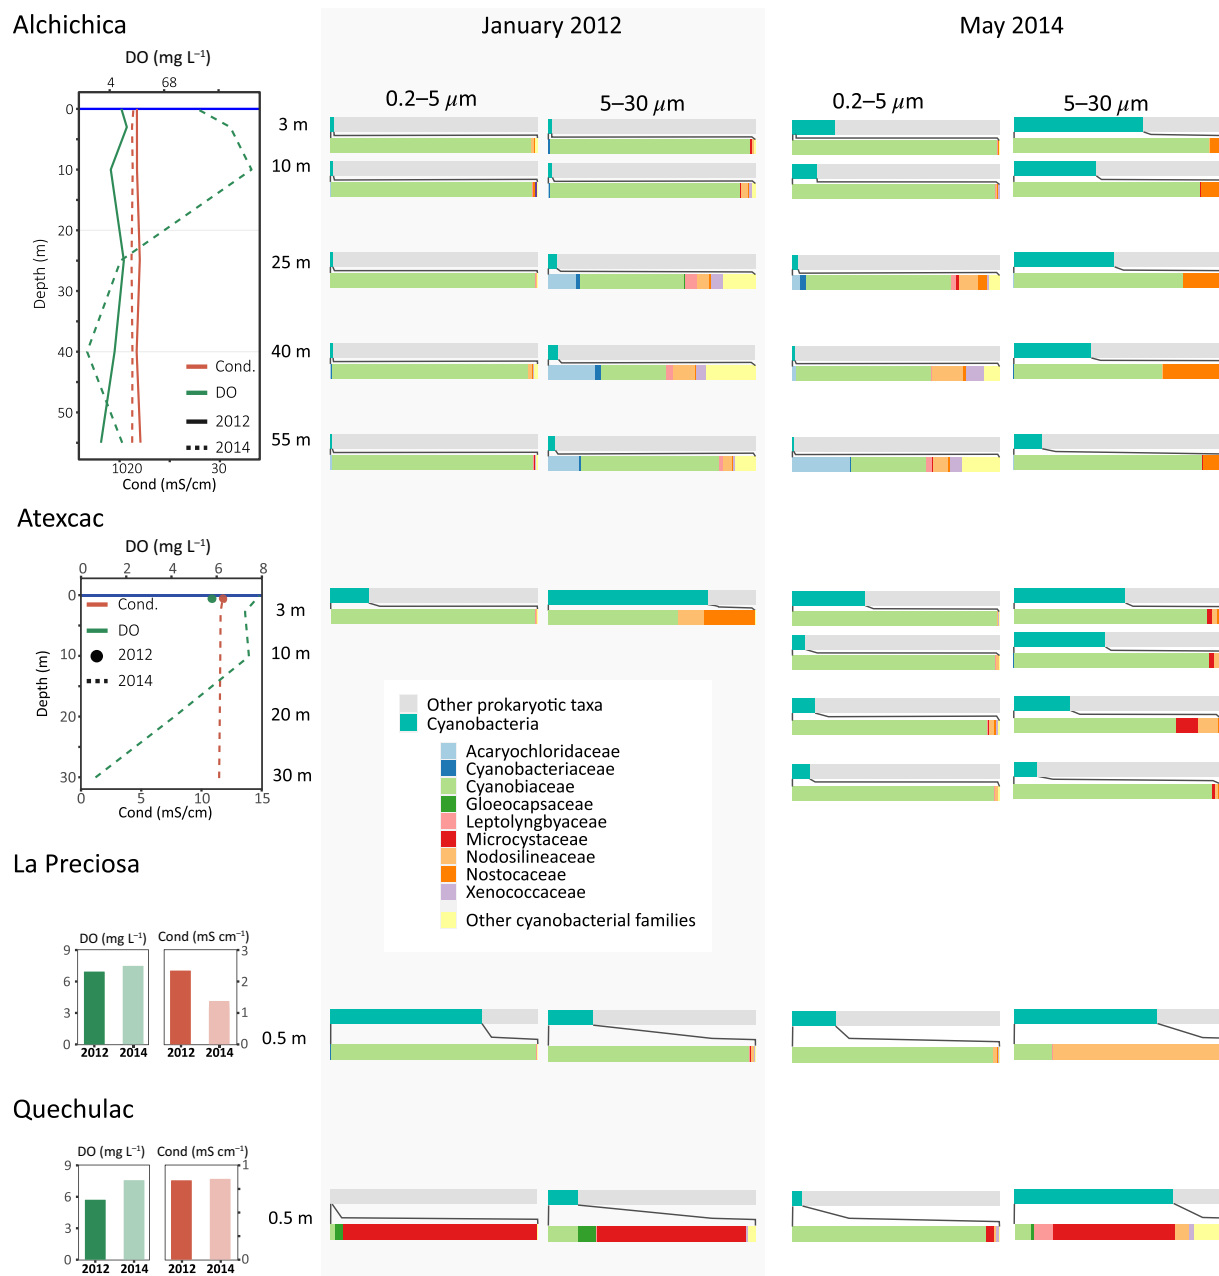 Alchichica
January 2012
May 2014
DO (mg L⁻¹)
4 68
0.2–5 μm
5–30 μm
0.2–5 μm
5–30 μm
0
10
20
30
40
50
Depth (m)
Cond.
DO
2012
2014
1020 30
Cond (mS/cm)
3 m
10 m
25 m
40 m
55 m
Atexcac
DO (mg L⁻¹)
0 2 4 6 8
0
10
20
30
Depth (m)
Cond.
DO
2012
2014
0 5 10 15
Cond (mS/cm)
3 m
10 m
20 m
30 m
Other prokaryotic taxa
Cyanobacteria
Acaryochloridaceae
Cyanobacteriaceae
Cyanobiaceae
Gloeocapsaceae
Leptolyngbyaceae
Microcystaceae
Nodosilineaceae
Nostocaceae
Xenococcaceae
Other cyanobacterial families
La Preciosa
DO (mg L⁻¹)
Cond (mS cm⁻¹)
9
6
3
0
3
2
1
0
2012 2014
2012 2014
0.5 m
Quechulac
DO (mg L⁻¹)
Cond (mS cm⁻¹)
9
6
3
0
1
0
2012 2014
2012 2014
0.5 m